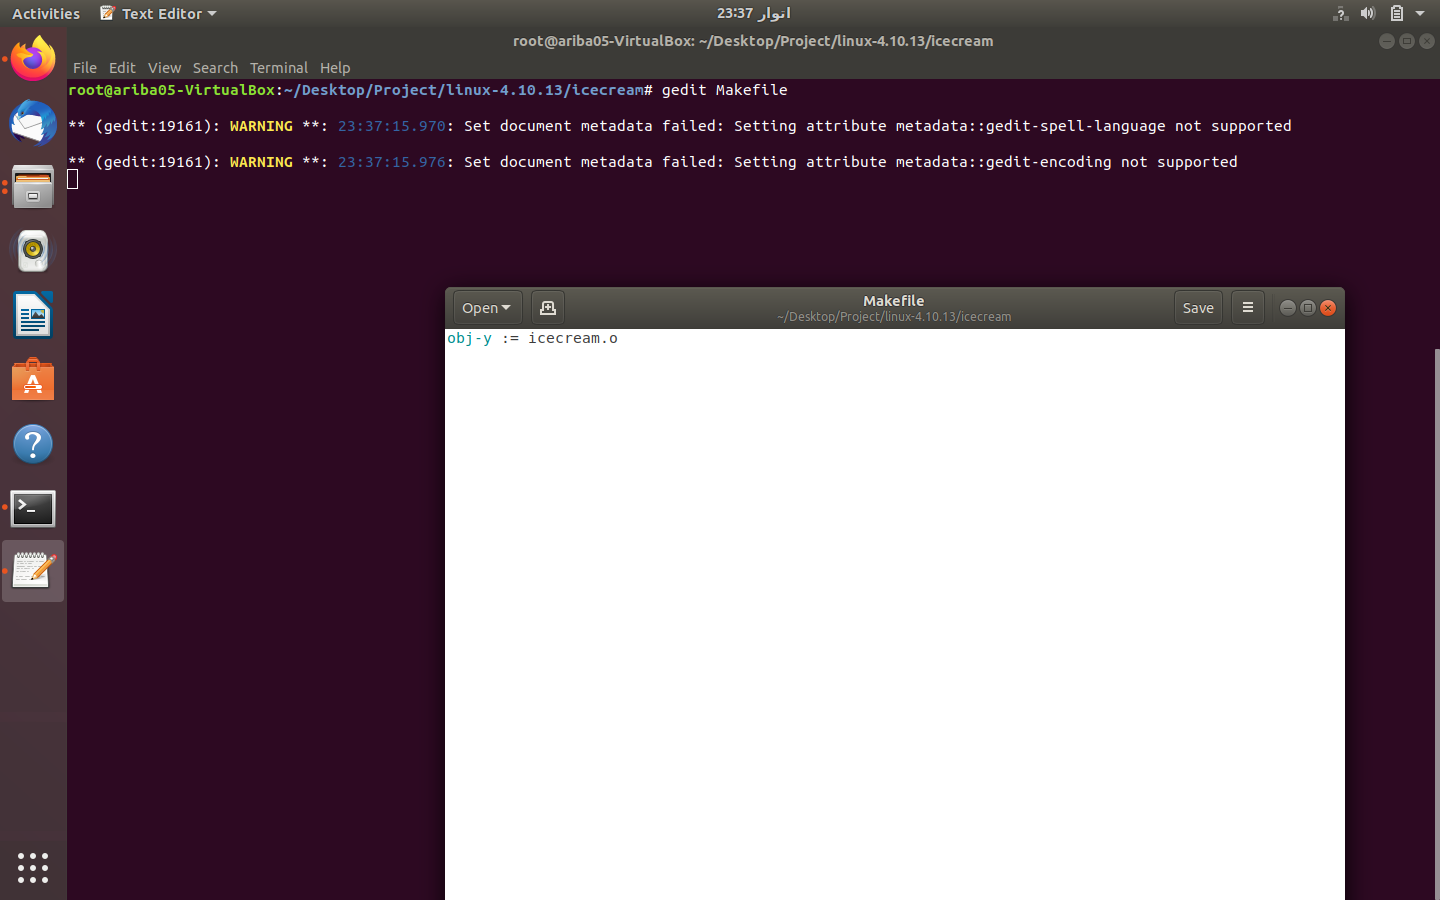 Activities Text Editor 23:37 اتوار
root@ariba05-VirtualBox: ~/Desktop/Project/linux-4.10.13/icecream
File Edit View Search Terminal Help
root@ariba05-VirtualBox:~/Desktop/Project/linux-4.10.13/icecream# gedit Makefile
** (gedit:19161): WARNING **: 23:37:15.970: Set document metadata failed: Setting attribute metadata::gedit-spell-language not supported
** (gedit:19161): WARNING **: 23:37:15.976: Set document metadata failed: Setting attribute metadata::gedit-encoding not supported
Open Makefile Save
~/Desktop/Project/linux-4.10.13/icecream
obj-y := icecream.o